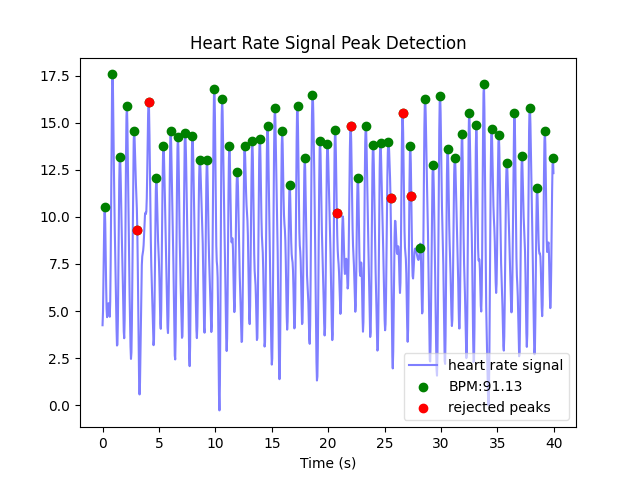 Heart Rate Signal Peak Detection
17.5
15.0
12.5
10.0
7.5
5.0
2.5
0.0
heart rate signal
BPM:91.13
rejected peaks
0 5 10 15 20 25 30 35 40
Time (s)